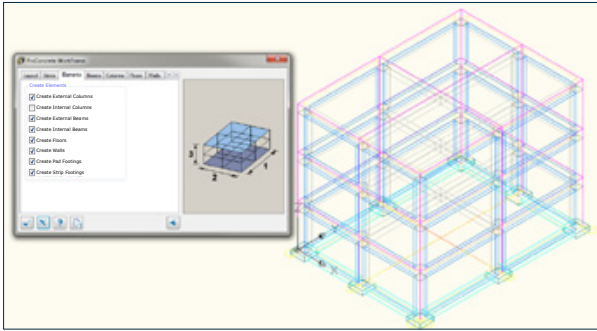 ProConcrete Workframe
Layout Elements Beams Columns Floors Walls
Create Elements
Create External Columns
Create Internal Columns
Create External Beams
Create Internal Beams
Create Floors
Create Walls
Create Pad Footings
Create Strip Footings
3
1
2
X